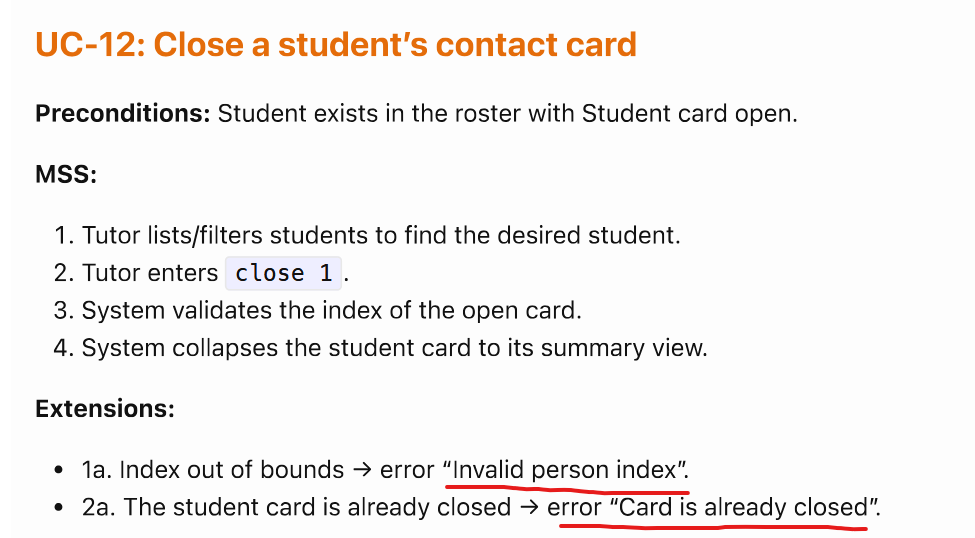 UC-12: Close a student’s contact card
Preconditions: Student exists in the roster with Student card open.
MSS:
1. Tutor lists/filters students to find the desired student.
2. Tutor enters close 1.
3. System validates the index of the open card.
4. System collapses the student card to its summary view.
Extensions:
• 1a. Index out of bounds → error “Invalid person index”.
• 2a. The student card is already closed → error “Card is already closed”.